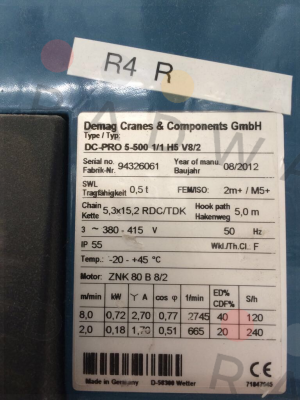 R4 R
Demag Cranes & Components GmbH
Type / Typ:
DC-PRO 5-500 1/1 H5 V8/2
Serial no. 94326061 Year of manu. 08/2012
Fabrik-Nr. Baujahr
SWL 0,5 t FEM/ISO: 2m+ / M5+
Tragfähigkeit
Chain 5,3x15,2 RDC/TDK Hook path 5,0 m
Kette Hakenweg
3 ~ 380 - 415 V 50 Hz
IP 55 Wkl./Th.Cl. F
Temp.: -20 - +45°C
Motor: ZNK 80 B 8/2
m/min kW Y A cos φ 1/min ED% CDF% S/h
8,0 0,72 2,70 0,77 2745 40 120
2,0 0,18 1,70 0,51 665 20 240
Made in Germany D-58300 Wetter 71847545
CE